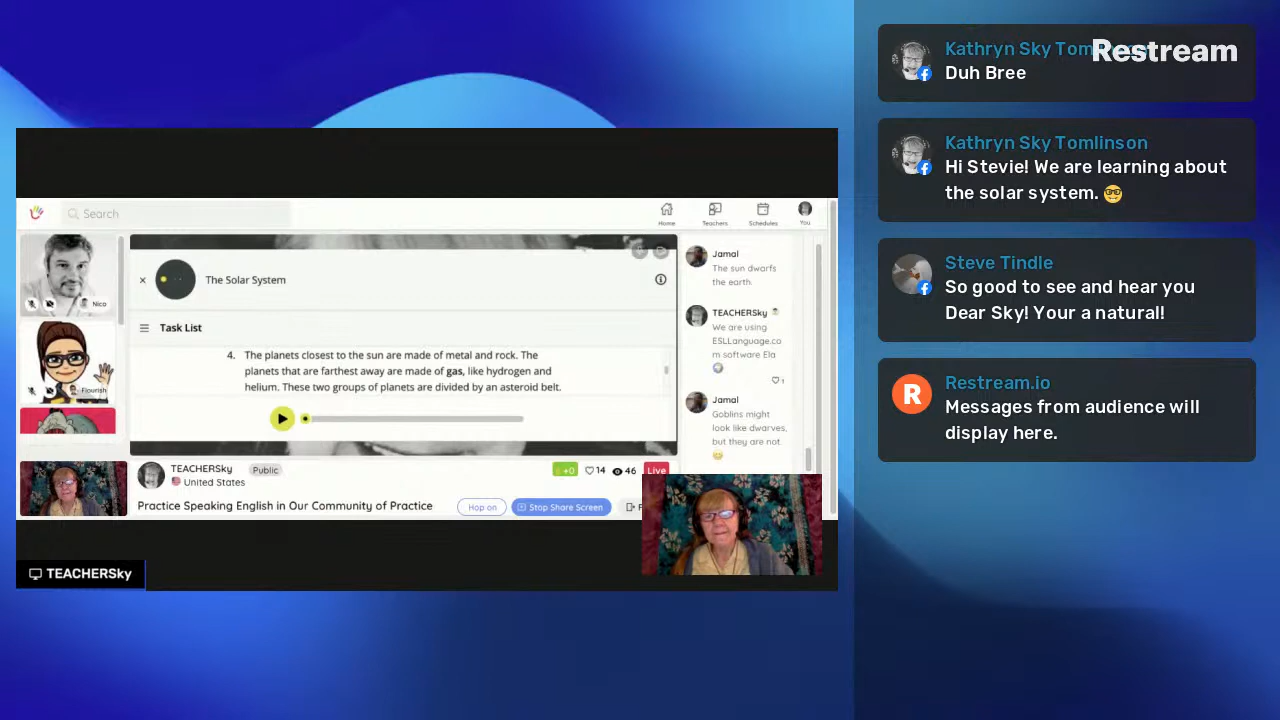 Search
Home
Teachers
Schedules
You
Nico
Flourish
The Solar System
Task List
4. The planets closest to the sun are made of metal and rock. The
planets that are farthest away are made of gas, like hydrogen and
helium. These two groups of planets are divided by an asteroid belt.
Jamal
The sun dwarfs
the earth.
TEACHERSky
We are using
ESLLanguage.co
m software Ela
1
Jamal
Goblins might
look like dwarves,
but they are not
TEACHERSky Public
United States
+0 14 46 Live
Practice Speaking English in Our Community of Practice
Hop on
Stop Share Screen
TEACHERSky
Restream
Kathryn Sky Tom
Duh Bree
Kathryn Sky Tomlinson
Hi Stevie! We are learning about
the solar system. 🤓
Steve Tindle
So good to see and hear you
Dear Sky! Your a natural!
R
Restream.io
Messages from audience will
display here.